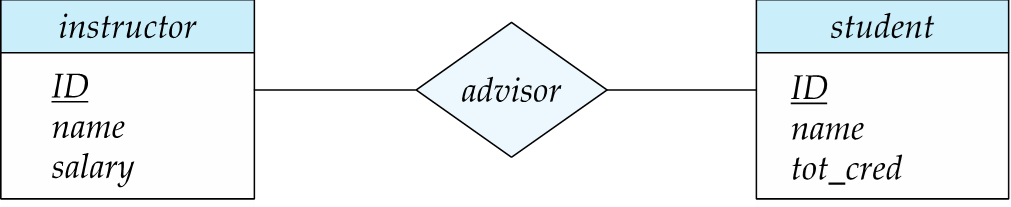 instructor
ID
name
salary
advisor
student
ID
name
tot_cred